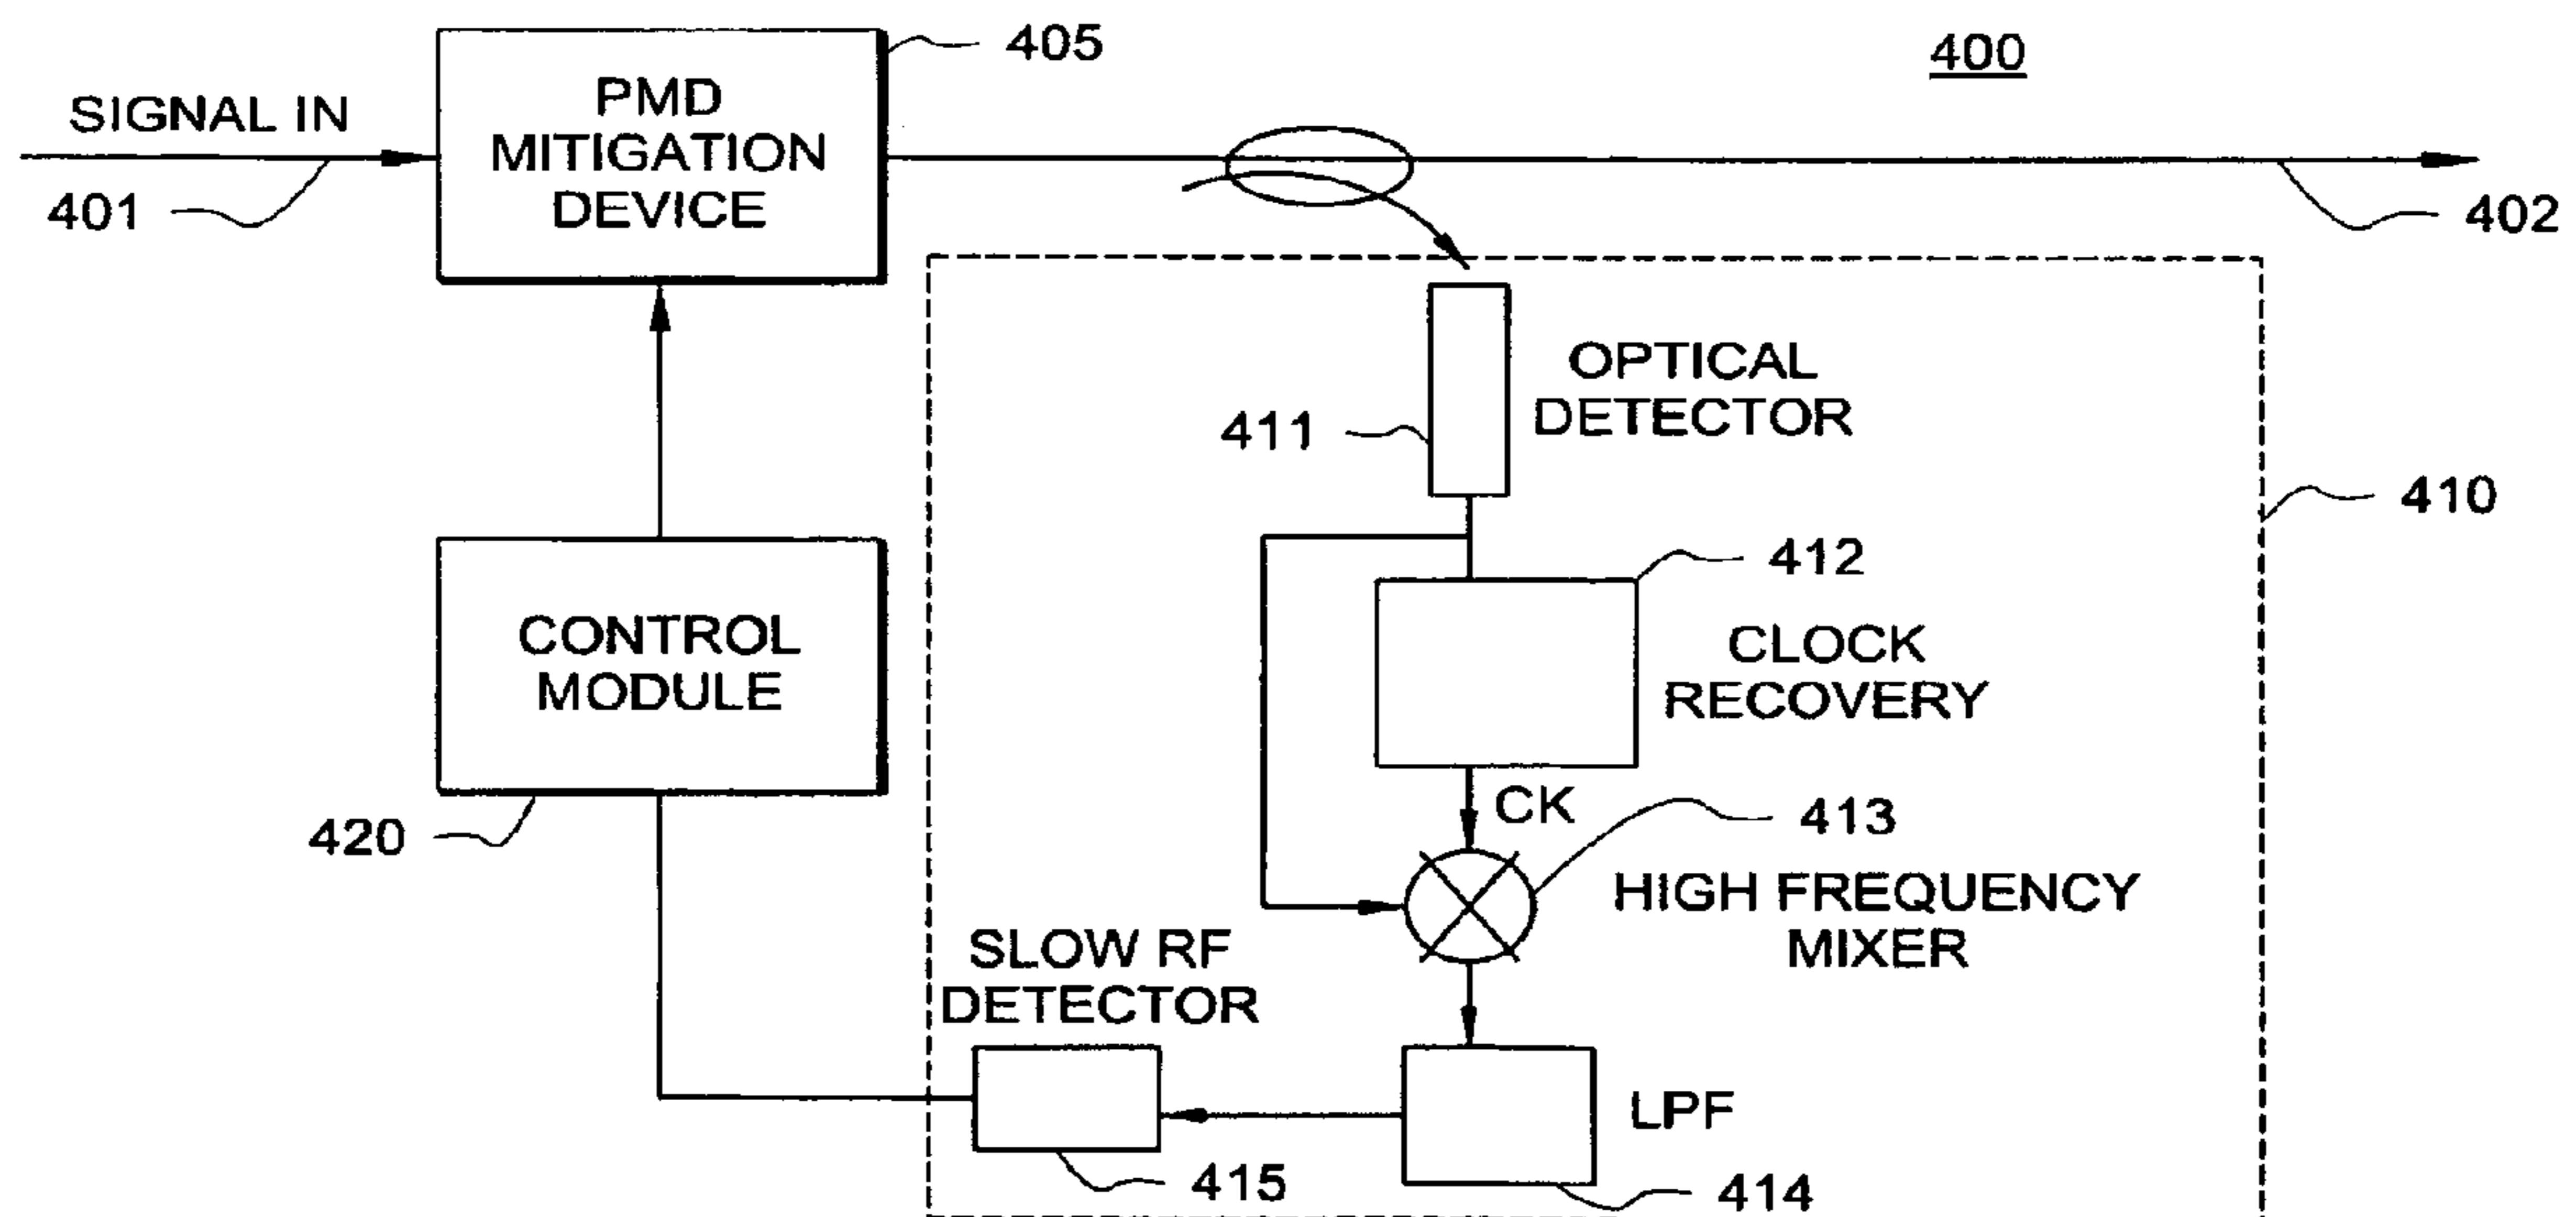 405
400
SIGNAL IN
PMD
MITIGATION
DEVICE
401
402
OPTICAL
DETECTOR
411
410
412
CONTROL
MODULE
CLOCK
RECOVERY
CK
413
420
HIGH FREQUENCY
MIXER
SLOW RF
DETECTOR
LPF
415
414